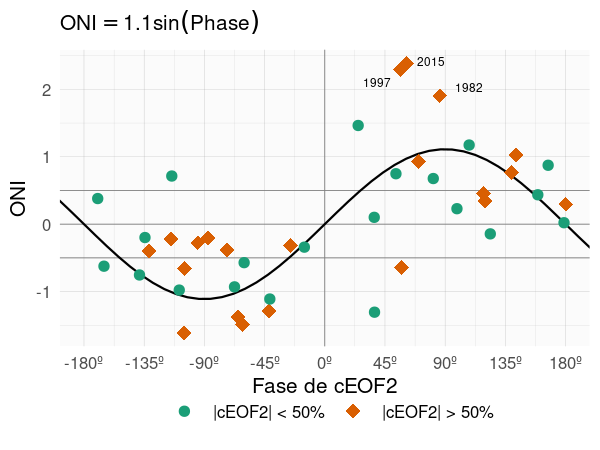 ONI = 1.1sin(Phase)
2015
1997
1982
2
1
0
-1
ONI
-180º -135º -90º -45º 0º 45º 90º 135º 180º
Fase de cEOF2
|cEOF2| < 50% |cEOF2| > 50%